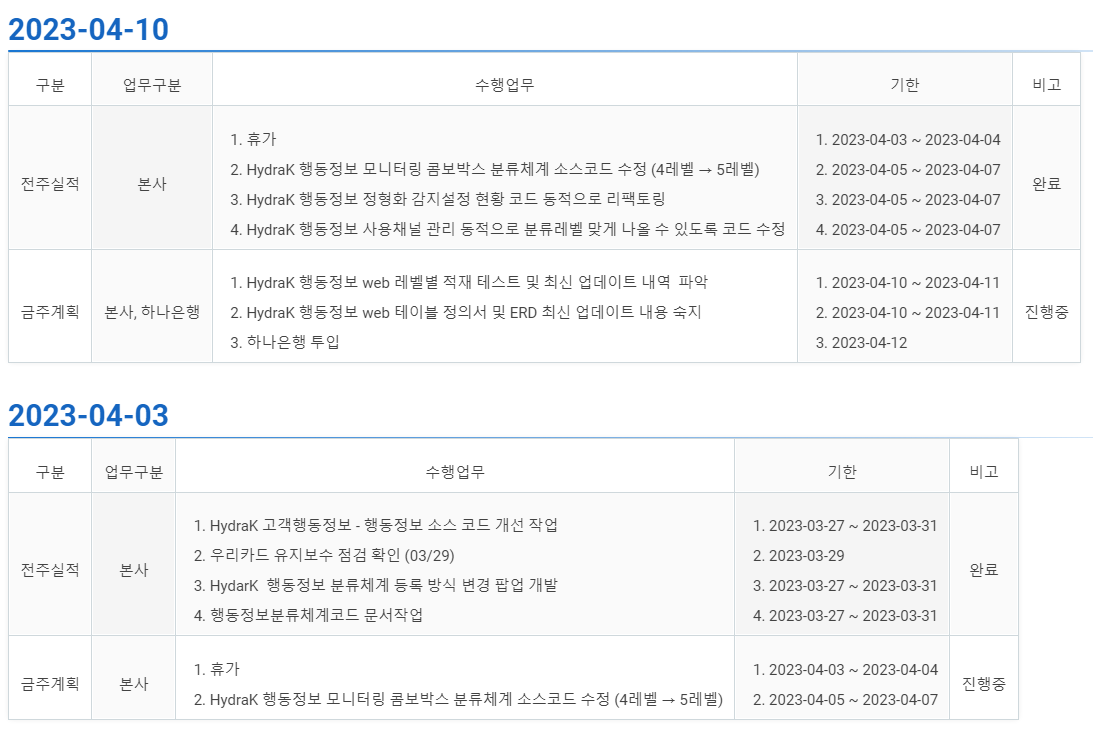 2023-04-10
구분 업무구분 수행업무 기한 비고
전주실적 본사 완료
1. 휴가 1. 2023-04-03 ~ 2023-04-04
2. HydraK 행동정보 모니터링 콤보박스 분류체계 소스코드 수정 (4레벨 → 5레벨) 2. 2023-04-05 ~ 2023-04-07
3. HydraK 행동정보 정형화 감지설정 현황 코드 동적으로 리팩토링 3. 2023-04-05 ~ 2023-04-07
4. HydraK 행동정보 사용채널 관리 동적으로 분류레벨 맞게 나올 수 있도록 코드 수정 4. 2023-04-05 ~ 2023-04-07
금주계획 본사, 하나은행 진행중
1. HydraK 행동정보 web 레벨별 적재 테스트 및 최신 업데이트 내역 파악 1. 2023-04-10 ~ 2023-04-11
2. HydraK 행동정보 web 테이블 정의서 및 ERD 최신 업데이트 내용 숙지 2. 2023-04-10 ~ 2023-04-11
3. 하나은행 투입 3. 2023-04-12
2023-04-03
구분 업무구분 수행업무 기한 비고
전주실적 본사 완료
1. HydraK 고객행동정보 - 행동정보 소스 코드 개선 작업 1. 2023-03-27 ~ 2023-03-31
2. 우리카드 유지보수 점검 확인 (03/29) 2. 2023-03-29
3. HydarK 행동정보 분류체계 등록 방식 변경 팝업 개발 3. 2023-03-27 ~ 2023-03-31
4. 행동정보분류체계코드 문서작업 4. 2023-03-27 ~ 2023-03-31
금주계획 본사 진행중
1. 휴가 1. 2023-04-03 ~ 2023-04-04
2. HydraK 행동정보 모니터링 콤보박스 분류체계 소스코드 수정 (4레벨 → 5레벨) 2. 2023-04-05 ~ 2023-04-07